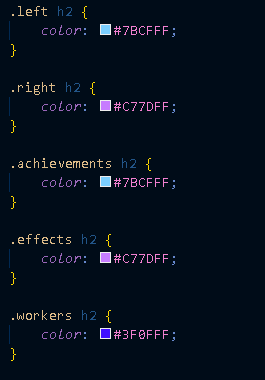 .left h2 {
color: #7BCFFF;
}
.right h2 {
color: #C77DFF;
}
.achievements h2 {
color: #7BCFFF;
}
.effects h2 {
color: #C77DFF;
}
.workers h2 {
color: #3F0FFF;
}